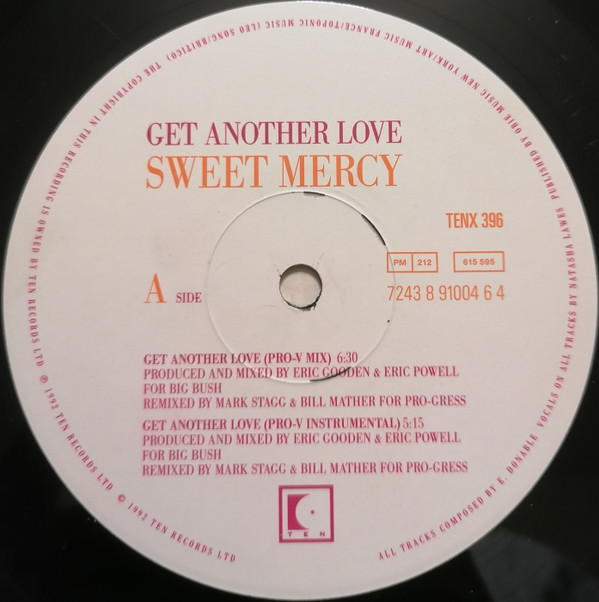 GET ANOTHER LOVE
SWEET MERCY
TENX 396
PM 212 615 595
7243 8 91004 6 4
A SIDE
GET ANOTHER LOVE (PRO-V MIX) 6:30
PRODUCED AND MIXED BY ERIC GOODEN & ERIC POWELL
FOR BIG BUSH
REMIXED BY MARK STAGG & BILL MATHER FOR PRO-GRESS
GET ANOTHER LOVE (PRO-V INSTRUMENTAL) 5:15
PRODUCED AND MIXED BY ERIC GOODEN & ERIC POWELL
FOR BIG BUSH
REMIXED BY MARK STAGG & BILL MATHER FOR PRO-GRESS
TEN
ALL TRACKS COMPOSED BY E. DONABLE VOCALS ON ALL TRACKS BY NATASHA LAWES PUBLISHED BY OBIE MUSIC NEW YORK/ART MUSIC FRANCE/TOPONIC MUSIC (LEO SONG/BRITICO) THE COPYRIGHT IN THIS RECORDING IS OWNED BY TEN RECORDS LTD ℗ 1992 TEN RECORDS LTD © 1992 TEN RECORDS LTD